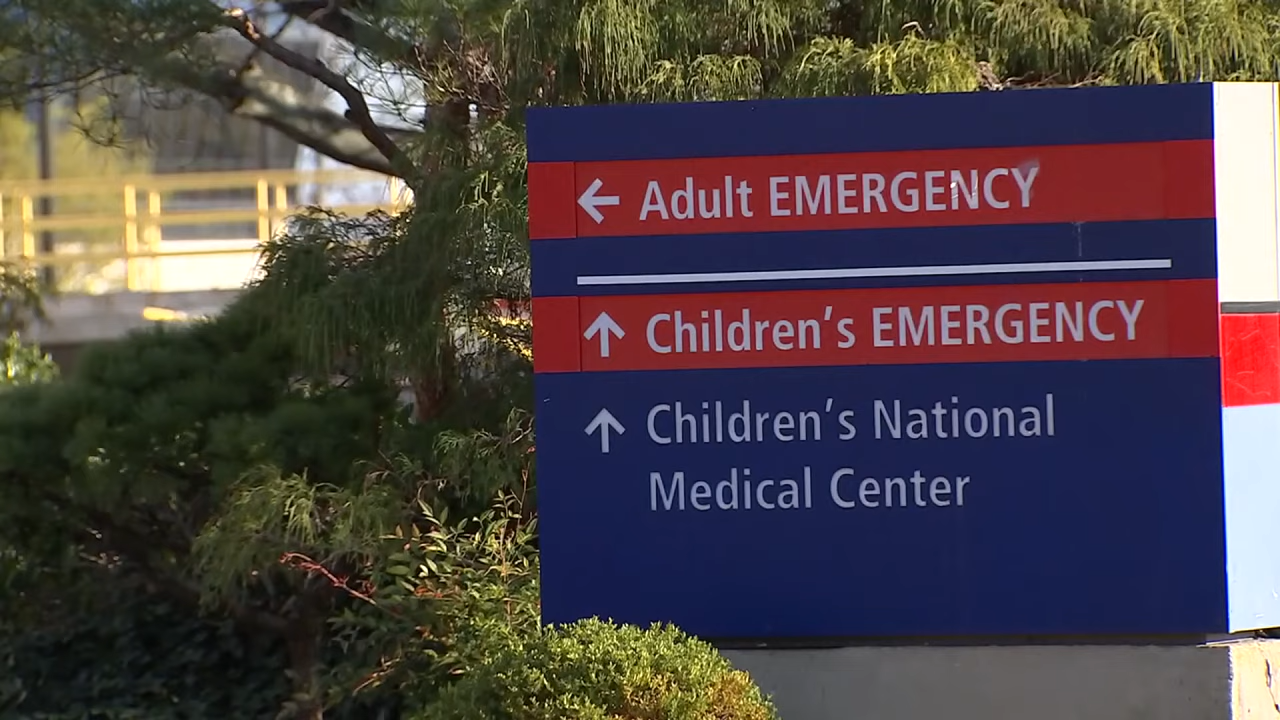 ← Adult EMERGENCY
↑ Children's EMERGENCY
↑ Children's National
Medical Center